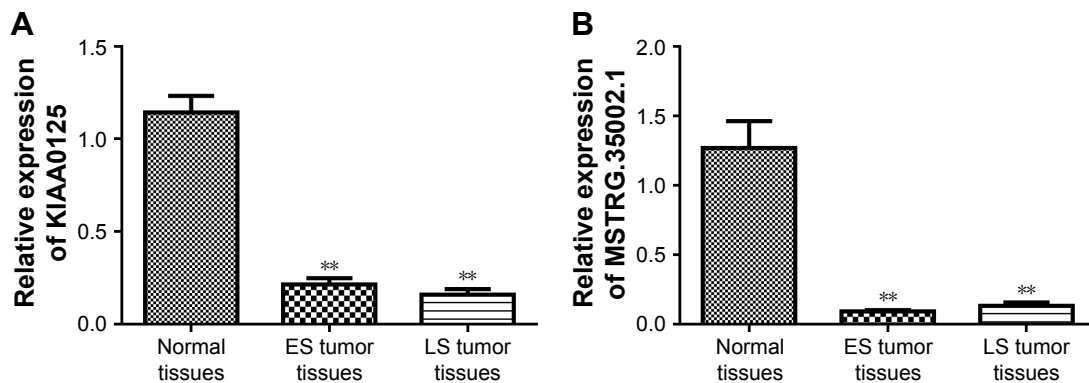 A
Relative expression
of KIAA0125
1.5
1.0
0.5
0.0
**
**
Normal
tissues
ES tumor
tissues
LS tumor
tissues
B
Relative expression
of MSTRG.35002.1
2.0
1.5
1.0
0.5
0.0
**
**
Normal
tissues
ES tumor
tissues
LS tumor
tissues